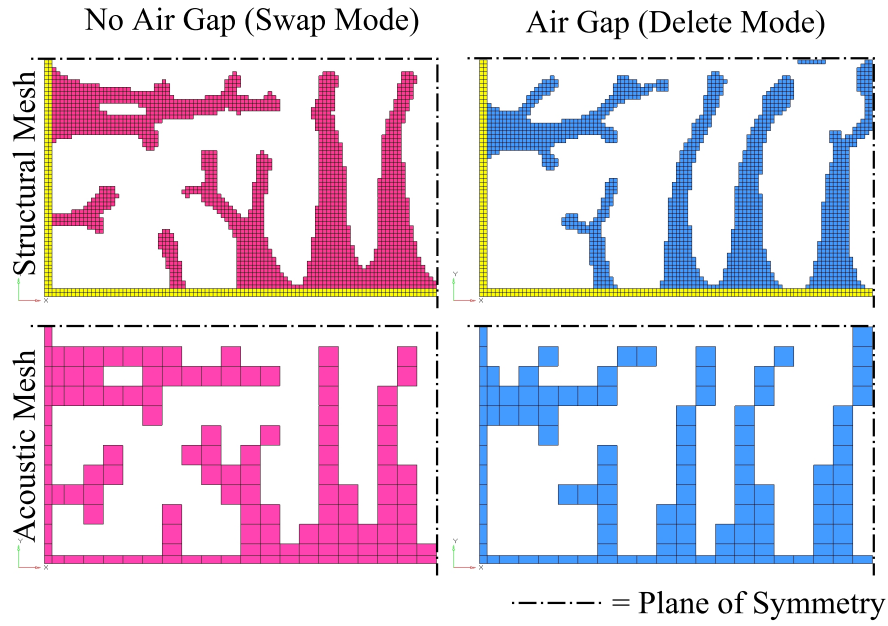 No Air Gap (Swap Mode)
Air Gap (Delete Mode)
Structural Mesh
Y
X
Y
X
Acoustic Mesh
Y
X
Y
X
= Plane of Symmetry